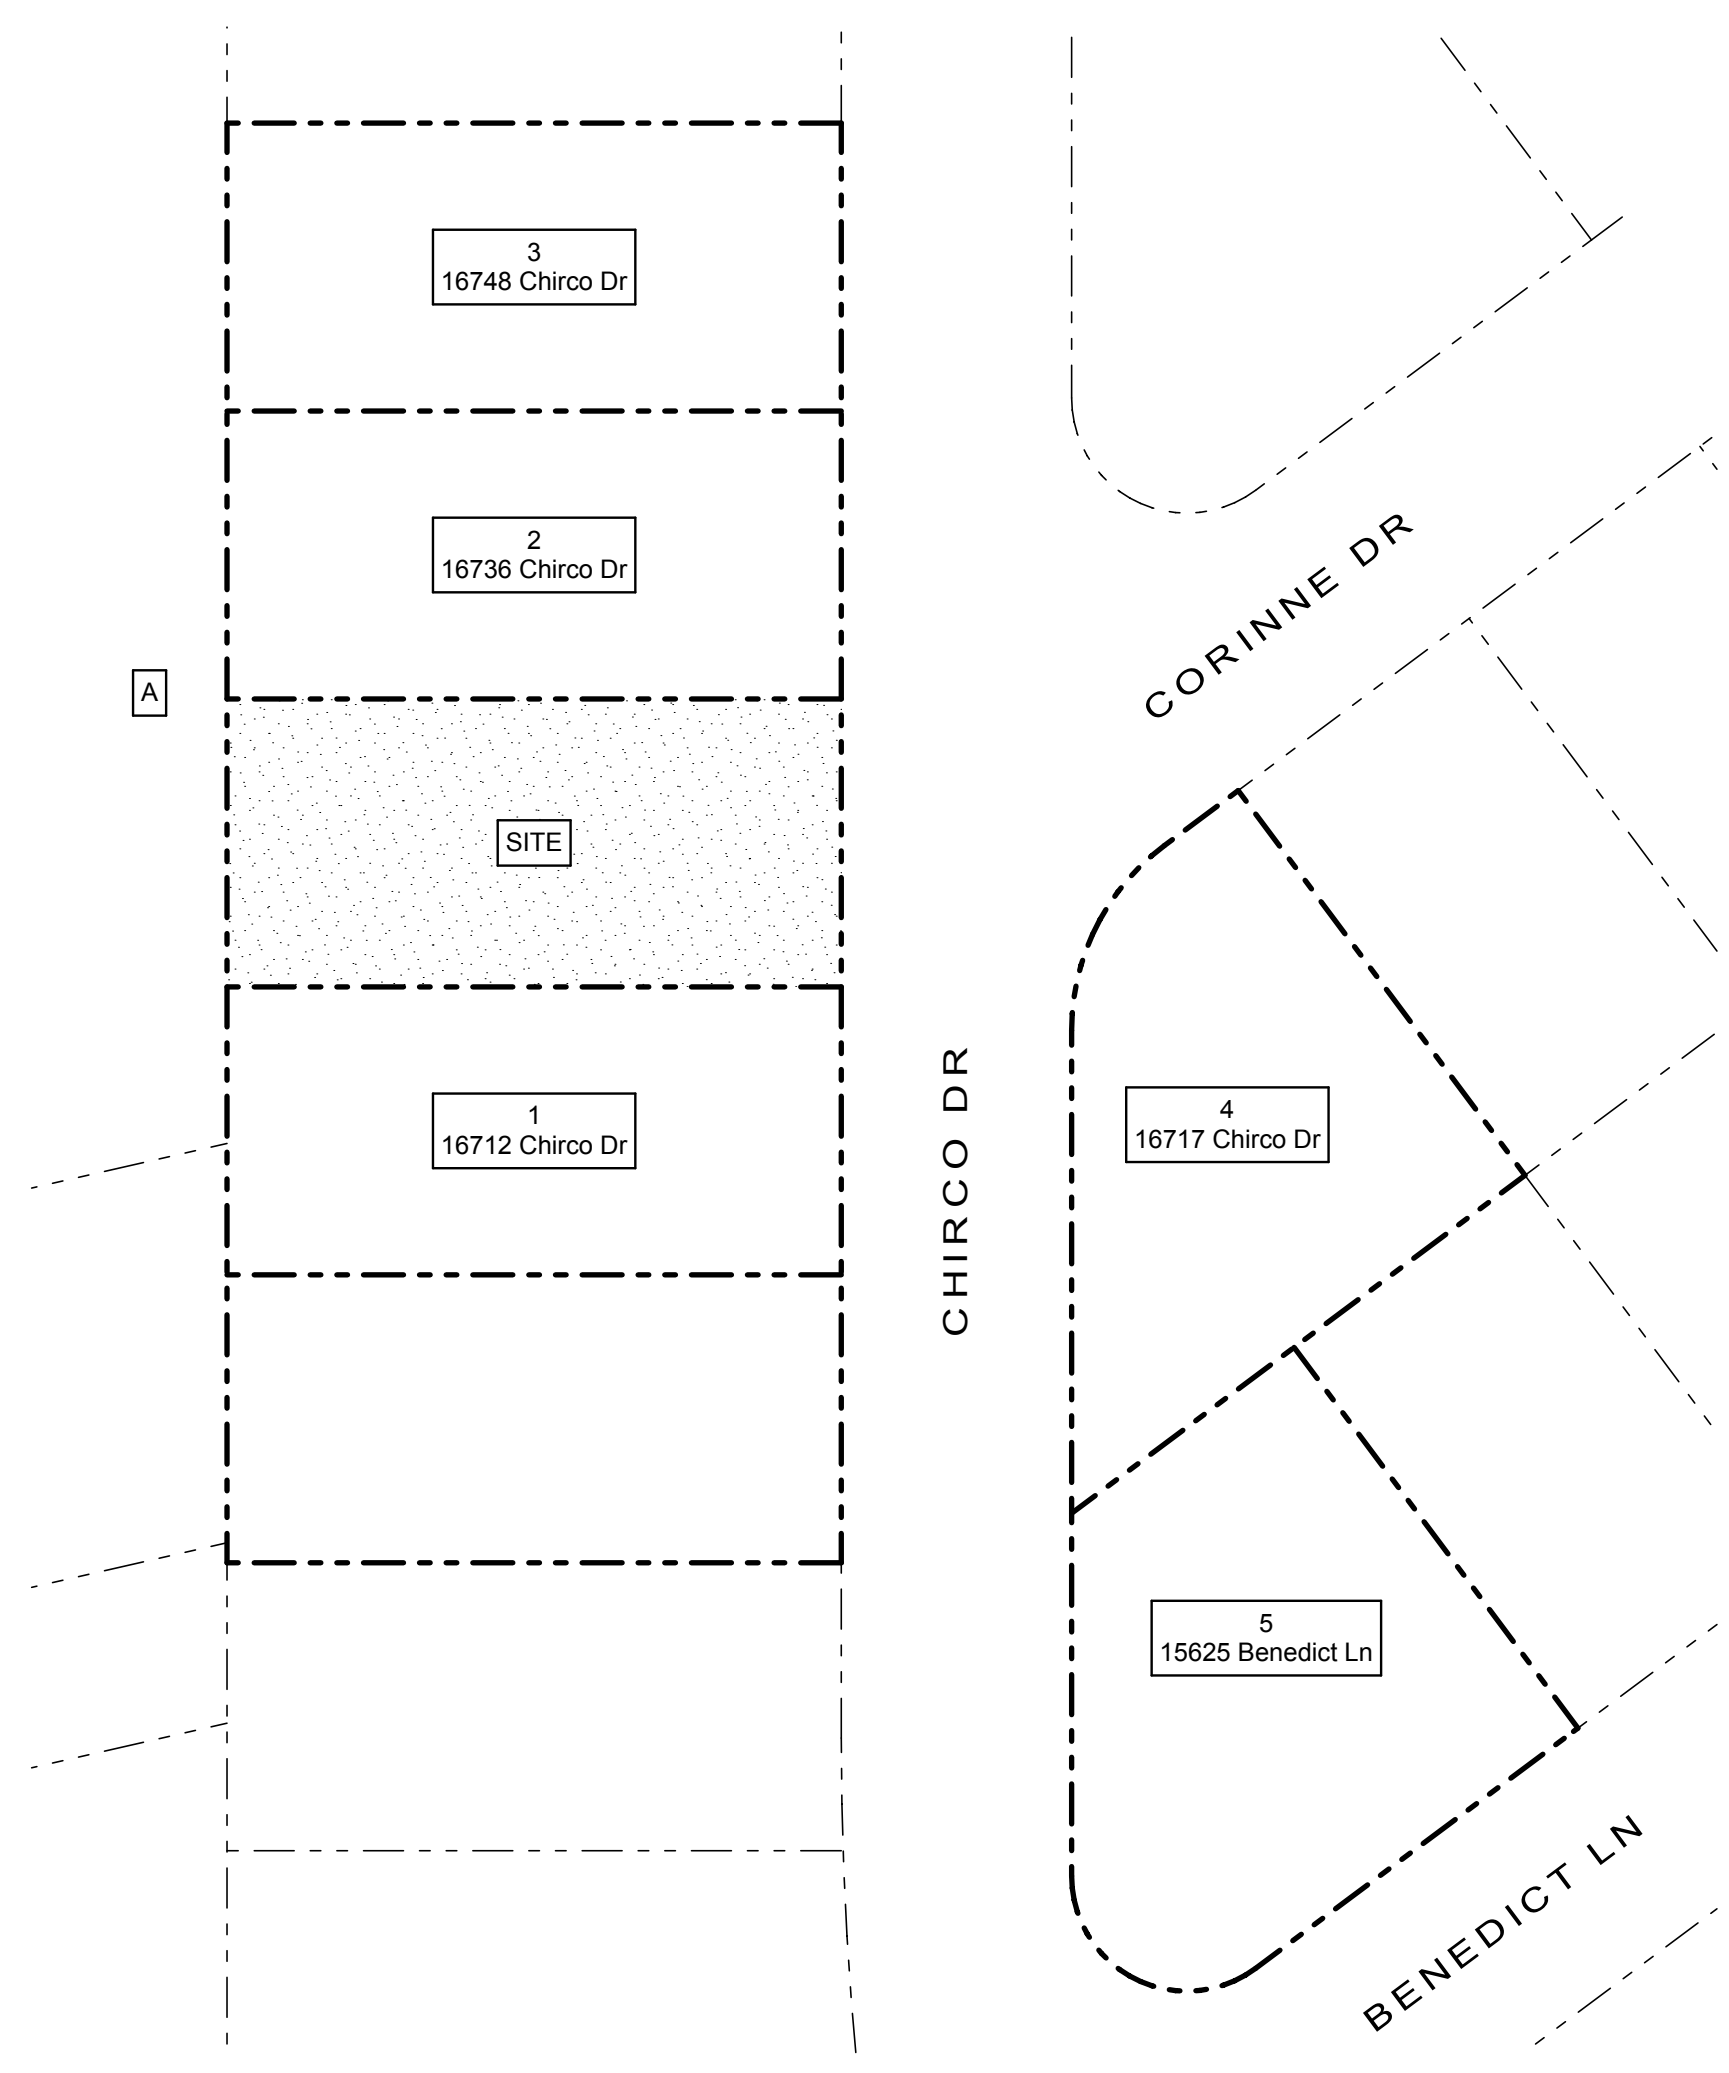 3
16748 Chirco Dr
2
16736 Chirco Dr
CORINNE DR
A
SITE
CHIRCO DR
1
16712 Chirco Dr
4
16717 Chirco Dr
5
15625 Benedict Ln
BENEDICT LN